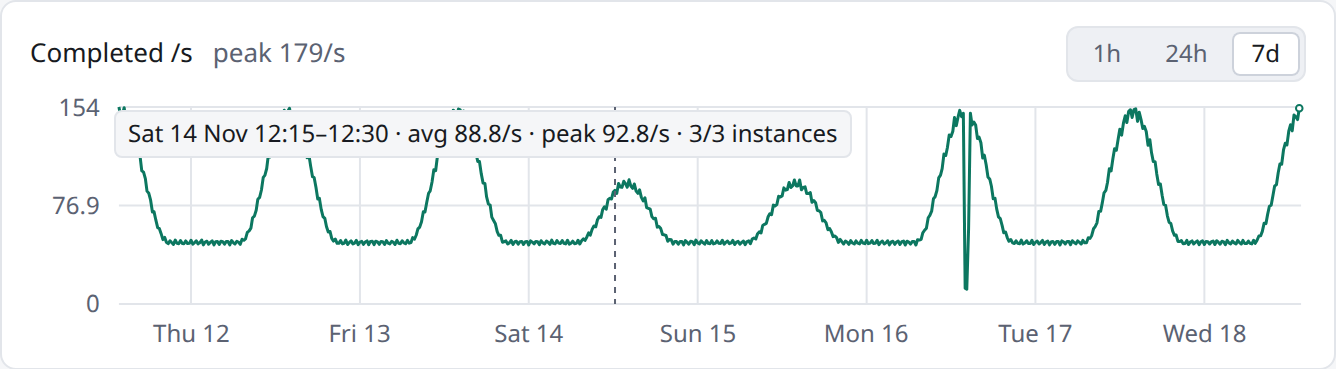 Completed /s peak 179/s
1h 24h 7d
154
Sat 14 Nov 12:15–12:30 · avg 88.8/s · peak 92.8/s · 3/3 instances
76.9
0
Thu 12 Fri 13 Sat 14 Sun 15 Mon 16 Tue 17 Wed 18